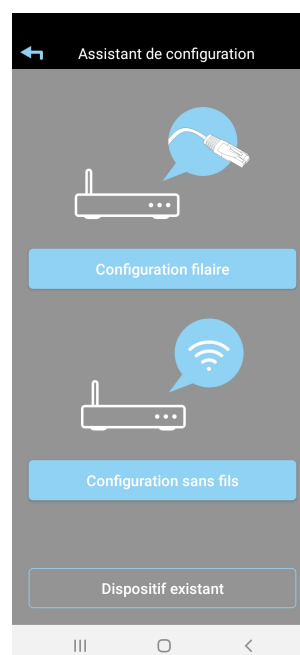 Assistant de configuration
Configuration filaire
Configuration sans fils
Dispositif existant